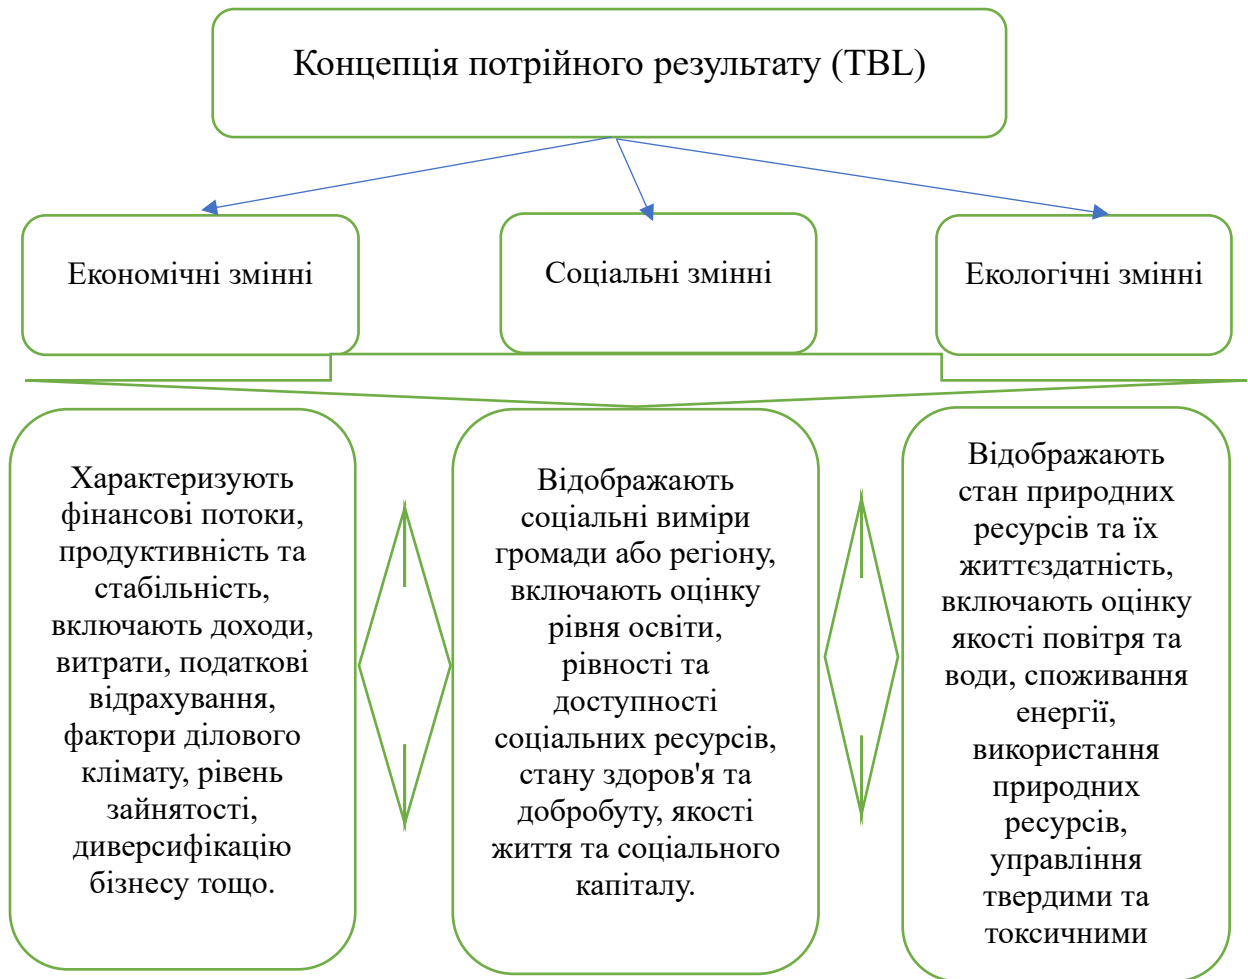 Концепція потрійного результату (TBL)
Економічні змінні
Соціальні змінні
Екологічні змінні
Характеризують
фінансові потоки,
продуктивність та
стабільність,
включають доходи,
витрати, податкові
відрахування,
фактори ділового
клімату, рівень
зайнятості,
диверсифікацію
бізнесу тощо.
Відображають
соціальні виміри
громади або регіону,
включають оцінку
рівня освіти,
рівності та
доступності
соціальних ресурсів,
стану здоров'я та
добробуту, якості
життя та соціального
капіталу.
Відображають
стан природних
ресурсів та їх
життєздатність,
включають оцінку
якості повітря та
води, споживання
енергії,
використання
природних
ресурсів,
управління
твердими та
токсичними